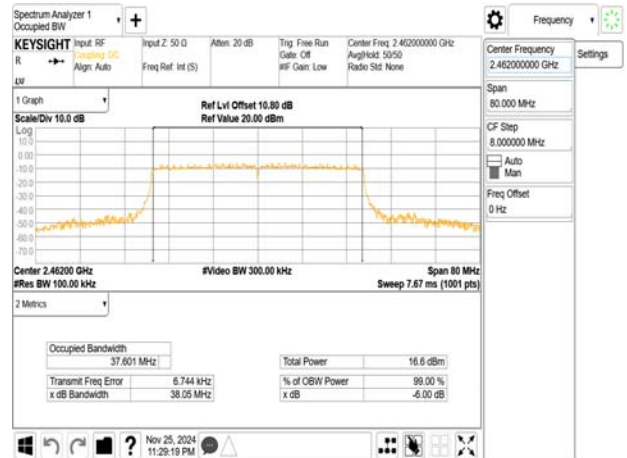 Spectrum Analyzer 1
Occupied BW
Frequency
KEYSIGHT
R
Input: RF
Coupling: DC
Align: Auto
Input Z: 50 Ω
Freq Ref: Int (S)
Atten: 20 dB
Trig: Free Run
Gate: Off
#IF Gain: Low
Center Freq: 2.462000000 GHz
Avg|Hold: 50/50
Radio Std: None
Center Frequency
2.462000000 GHz
Settings
Span
80.000 MHz
CF Step
8.000000 MHz
Auto
Man
Freq Offset
0 Hz
1 Graph
Scale/Div 10.0 dB
Ref Lvl Offset 10.80 dB
Ref Value 20.00 dBm
Log
10.0
0.00
-10.0
-20.0
-30.0
-40.0
-50.0
-60.0
-70.0
Center 2.46200 GHz
#Res BW 100.00 kHz
#Video BW 300.00 kHz
Span 80 MHz
Sweep 7.67 ms (1001 pts)
2 Metrics
Occupied Bandwidth
37.601 MHz
Transmit Freq Error 6.744 kHz
x dB Bandwidth 38.05 MHz
Total Power 16.6 dBm
% of OBW Power 99.00 %
x dB -6.00 dB
Nov 25, 2024
11:29:19 PM